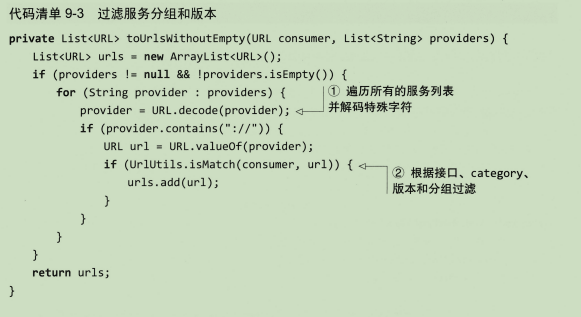 代码清单 9-3 过滤服务分组和版本
private List<URL> toUrlsWithoutEmpty(URL consumer, List<String> providers) {
    List<URL> urls = new ArrayList<URL>();
    if (providers != null && !providers.isEmpty()) {
        for (String provider : providers) {
① 遍历所有的服务列表
并解码特殊字符
            provider = URL.decode(provider);
            if (provider.contains("://")) {
                URL url = URL.valueOf(provider);
                if (UrlUtils.isMatch(consumer, url)) {
② 根据接口、category、
版本和分组过滤
                    urls.add(url);
                }
            }
        }
    }
    return urls;
}